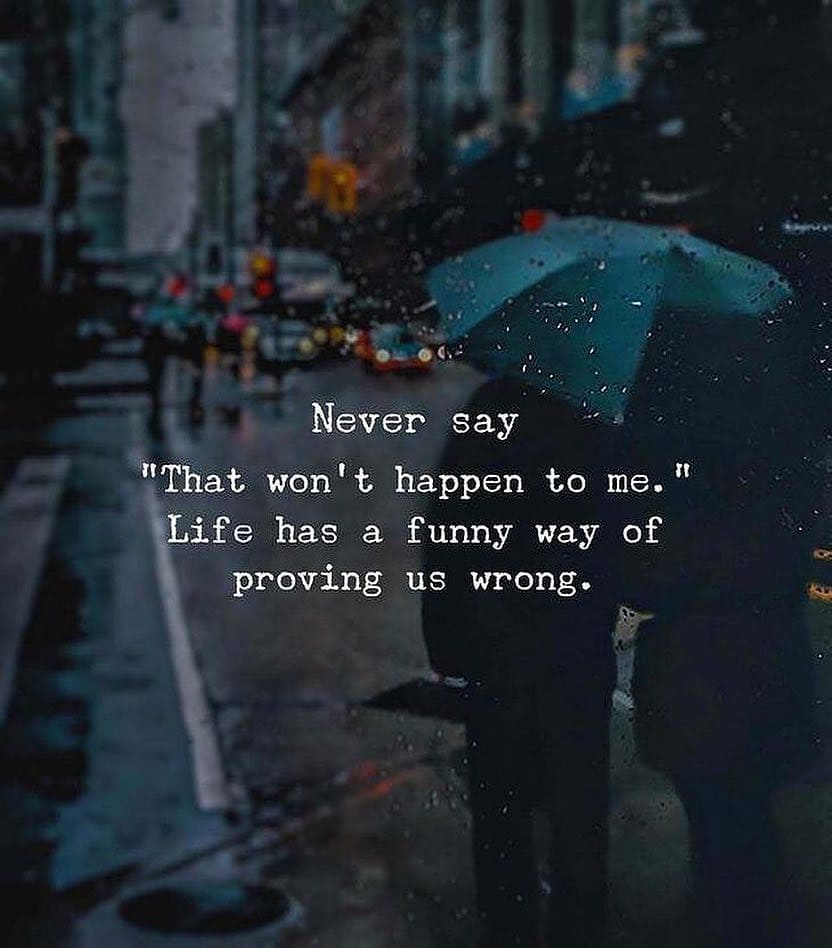 Never say
"That won't happen to me."
Life has a funny way of
proving us wrong.